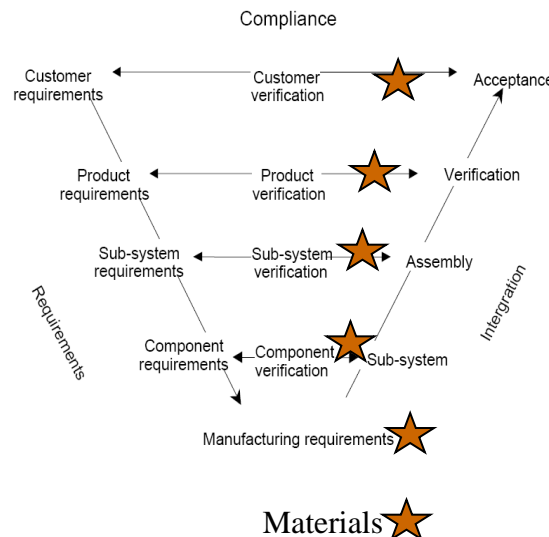 Compliance
Customer
requirements
Customer
verification
Acceptance
Product
requirements
Product
verification
Verification
Sub-system
requirements
Sub-system
verification
Assembly
Requirements
Intergration
Component
requirements
Component
verification
Sub-system
Manufacturing requirements
Materials